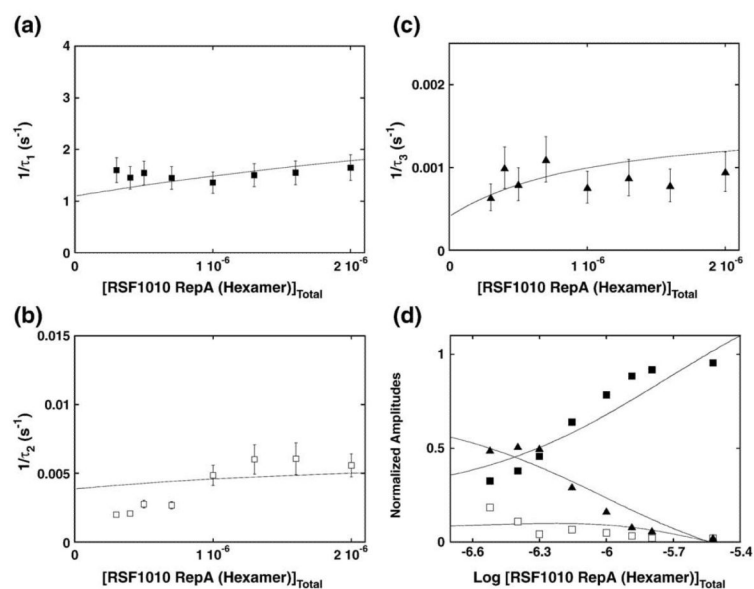 (a)
4
3
2
1
0
1/τ1 (s-1)
0
1 10-6
2 10-6
[RSF1010 RepA (Hexamer)]Total
(c)
0.002
0.001
0
1/τ3 (s-1)
0
1 10-6
2 10-6
[RSF1010 RepA (Hexamer)]Total
(b)
0.015
0.01
0.005
0
1/τ2 (s-1)
0
1 10-6
2 10-6
[RSF1010 RepA (Hexamer)]Total
(d)
1
0.5
0
Normalized Amplitudes
-6.6
-6.3
-6
-5.7
-5.4
Log [RSF1010 RepA (Hexamer)]Total